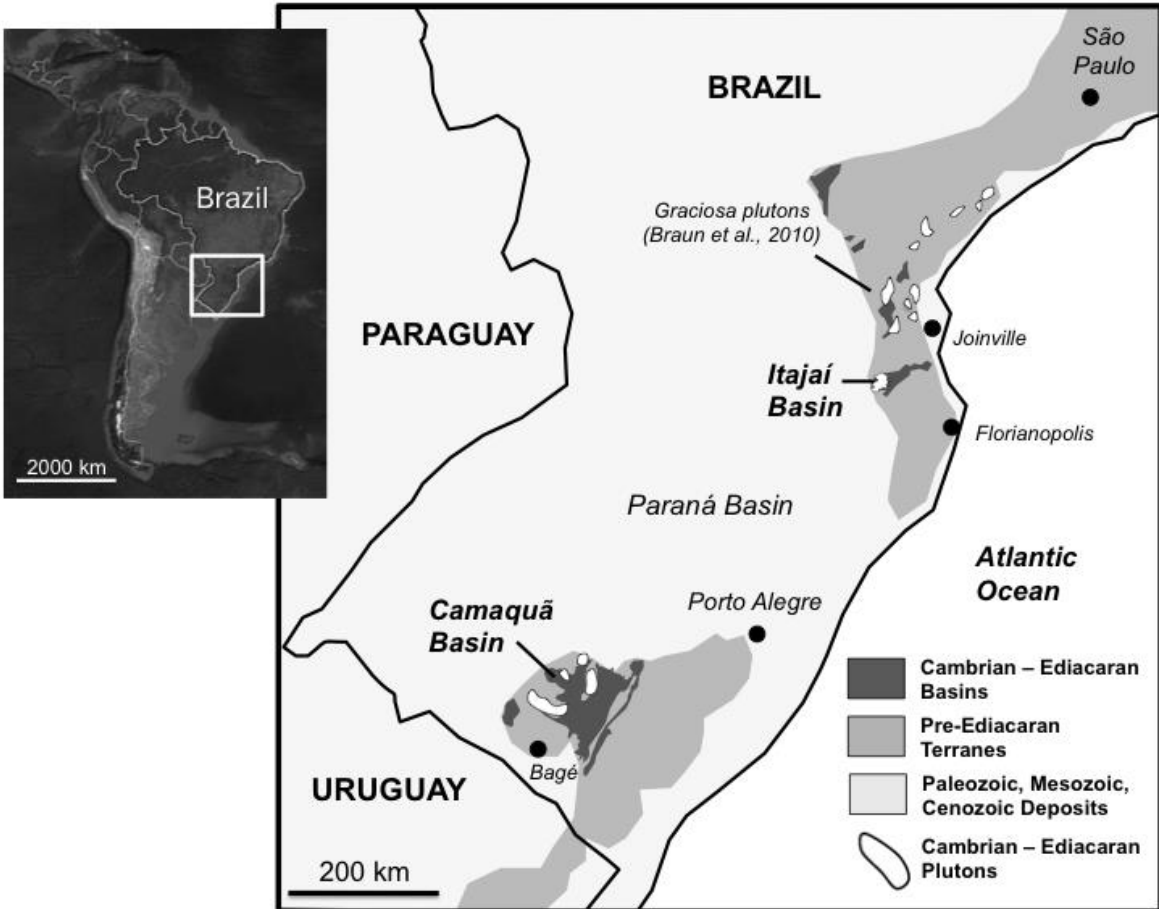 Brazil
2000 km
BRAZIL
São
Paulo
Graciosa plutons
(Braun et al., 2010)
PARAGUAY
Joinville
Itajaí
Basin
Florianopolis
Paraná Basin
Atlantic
Ocean
Camaquã
Basin
Porto Alegre
Bagé
URUGUAY
200 km
Cambrian – Ediacaran
Basins
Pre-Ediacaran
Terranes
Paleozoic, Mesozoic,
Cenozoic Deposits
Cambrian – Ediacaran
Plutons